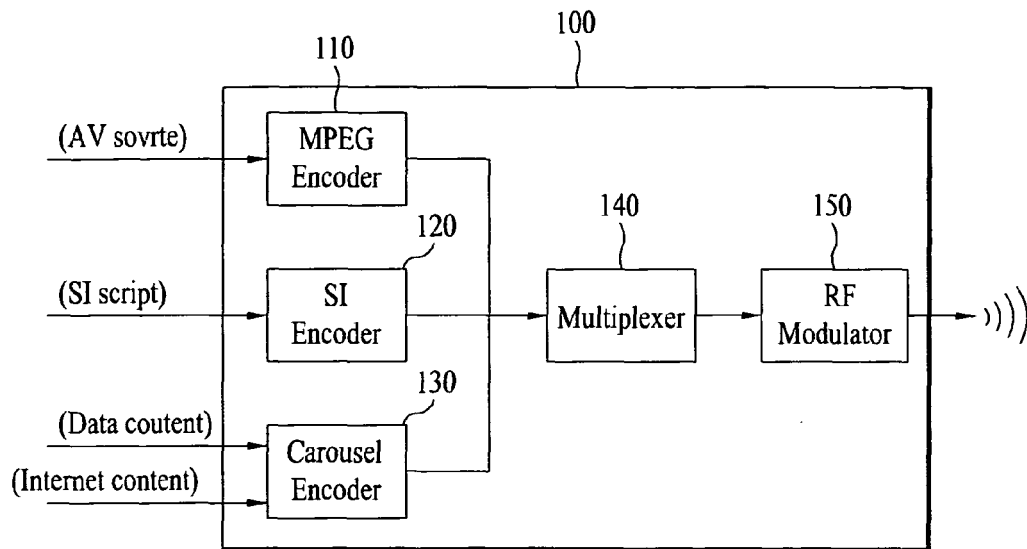 100
110
(AV sovrte)
MPEG
Encoder
120
(SI script)
SI
Encoder
140
Multiplexer
150
RF
Modulator
130
(Data coutent)
(Internet content)
Carousel
Encoder